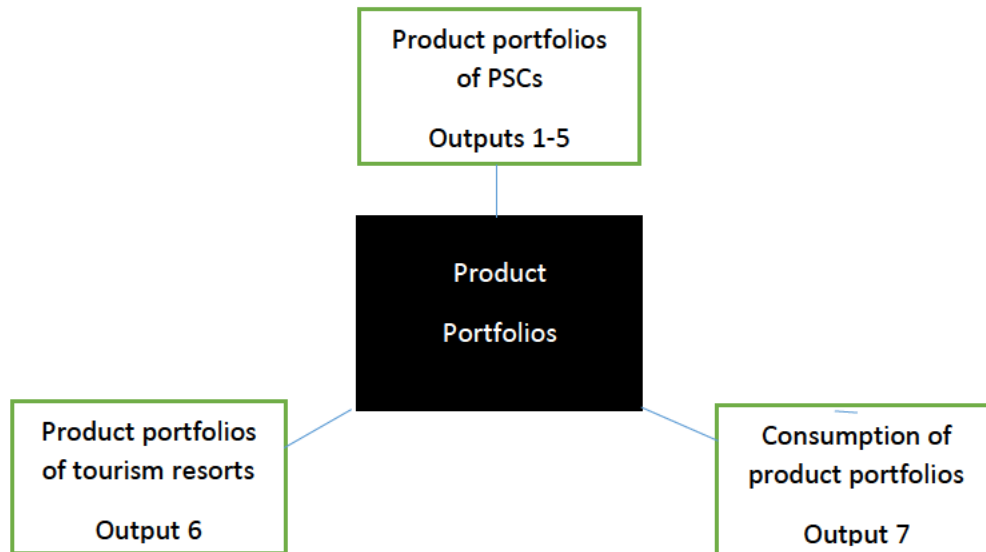 Product portfolios
of PSCs
Outputs 1-5
Product
Portfolios
Product portfolios
of tourism resorts
Output 6
Consumption of
product portfolios
Output 7